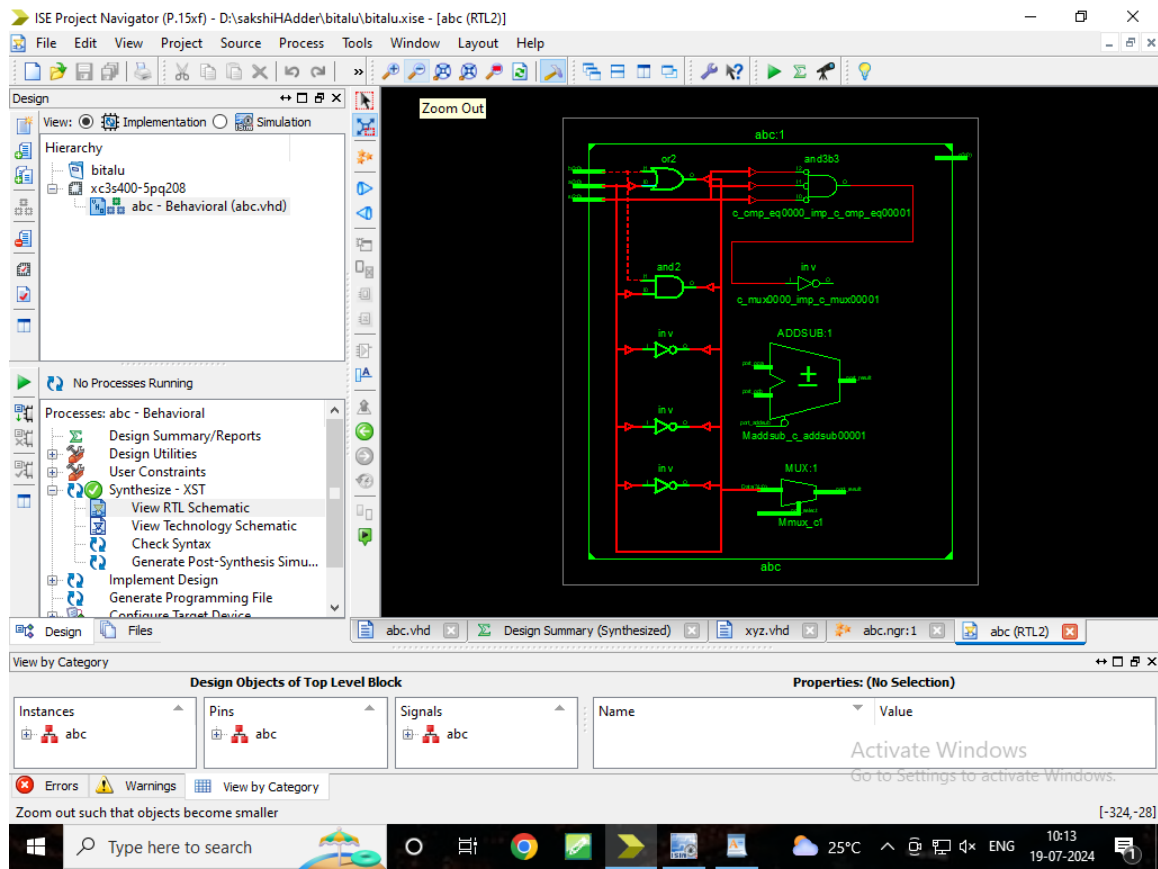 ISE Project Navigator (P.15xf) - D:\sakshiHAdder\bitalu\bitalu.xise - [abc (RTL2)]
File Edit View Project Source Process Tools Window Layout Help
Design
Zoom Out
View: Implementation Simulation
Hierarchy
bitalu
xc3s400-5pq208
abc - Behavioral (abc.vhd)
abc:1
or2
and3b3
c_cmp_eq0000_imp_c_cmp_eq00001
and2
inv
c_mux0000_imp_c_mux00001
inv
ADDSUB:1
inv
Maddsub_c_addsub00001
inv
MUX:1
Mmux_c1
abc
No Processes Running
Processes: abc - Behavioral
Design Summary/Reports
Design Utilities
User Constraints
Synthesize - XST
View RTL Schematic
View Technology Schematic
Check Syntax
Generate Post-Synthesis Simu...
Implement Design
Generate Programming File
Configure Target Device
Design Files
abc.vhd Design Summary (Synthesized) xyz.vhd abc.ngr:1 abc (RTL2)
View by Category
Design Objects of Top Level Block
Properties: (No Selection)
Instances Pins Signals Name Value
abc abc abc
Activate Windows
Go to Settings to activate Windows.
Errors Warnings View by Category
Zoom out such that objects become smaller
[-324,-28]
Type here to search
25°C ENG
10:13
19-07-2024
1